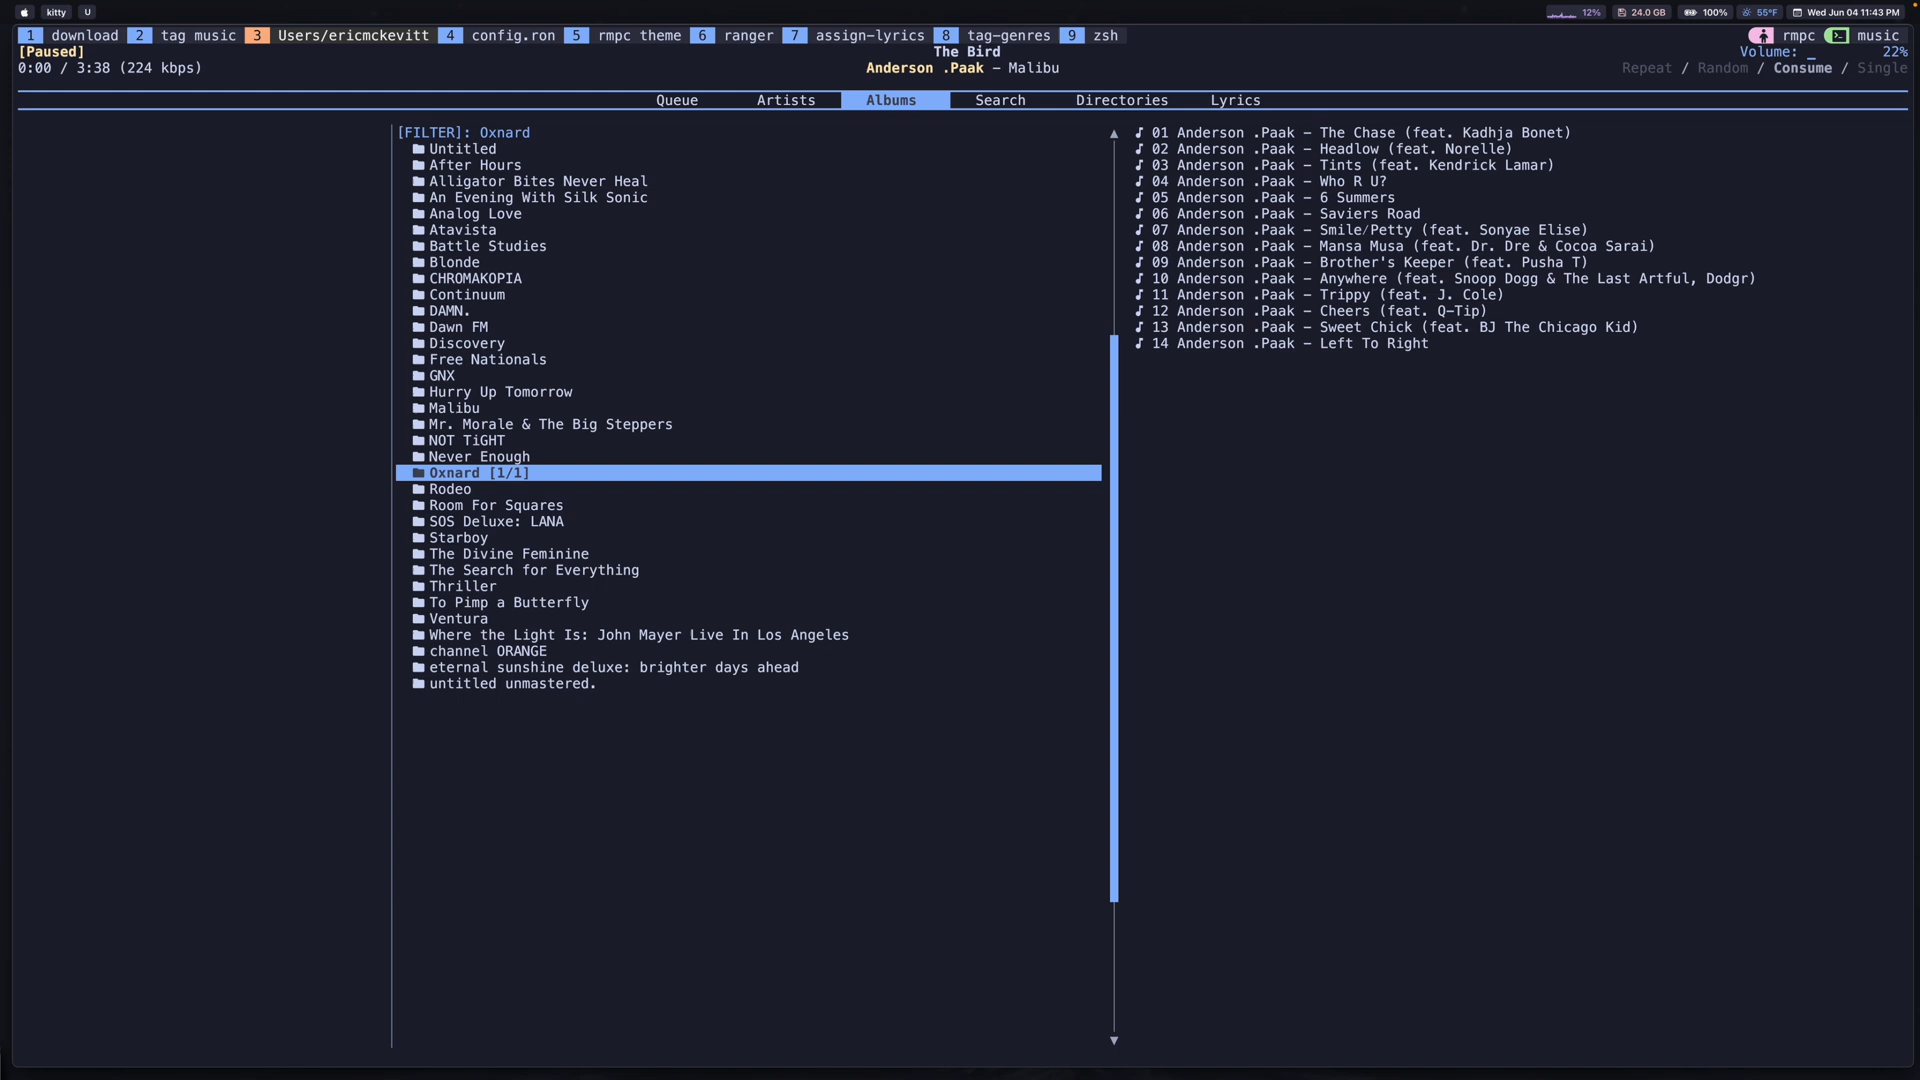 kitty U 12% 24.0 GB 100% 55°F Wed Jun 04 11:43 PM
1 download 2 tag music 3 Users/ericmckevitt 4 config.ron 5 rmpc theme 6 ranger 7 assign-lyrics 8 tag-genres 9 zsh rmpc music
[Paused] The Bird Volume: _ 22%
0:00 / 3:38 (224 kbps) Anderson .Paak - Malibu Repeat / Random / Consume / Single
Queue Artists Albums Search Directories Lyrics
[FILTER]: Oxnard
Untitled
After Hours
Alligator Bites Never Heal
An Evening With Silk Sonic
Analog Love
Atavista
Battle Studies
Blonde
CHROMAKOPIA
Continuum
DAMN.
Dawn FM
Discovery
Free Nationals
GNX
Hurry Up Tomorrow
Malibu
Mr. Morale & The Big Steppers
NOT TiGHT
Never Enough
Oxnard [1/1]
Rodeo
Room For Squares
SOS Deluxe: LANA
Starboy
The Divine Feminine
The Search for Everything
Thriller
To Pimp a Butterfly
Ventura
Where the Light Is: John Mayer Live In Los Angeles
channel ORANGE
eternal sunshine deluxe: brighter days ahead
untitled unmastered.
01 Anderson .Paak - The Chase (feat. Kadhja Bonet)
02 Anderson .Paak - Headlow (feat. Norelle)
03 Anderson .Paak - Tints (feat. Kendrick Lamar)
04 Anderson .Paak - Who R U?
05 Anderson .Paak - 6 Summers
06 Anderson .Paak - Saviers Road
07 Anderson .Paak - Smile/Petty (feat. Sonyae Elise)
08 Anderson .Paak - Mansa Musa (feat. Dr. Dre & Cocoa Sarai)
09 Anderson .Paak - Brother's Keeper (feat. Pusha T)
10 Anderson .Paak - Anywhere (feat. Snoop Dogg & The Last Artful, Dodgr)
11 Anderson .Paak - Trippy (feat. J. Cole)
12 Anderson .Paak - Cheers (feat. Q-Tip)
13 Anderson .Paak - Sweet Chick (feat. BJ The Chicago Kid)
14 Anderson .Paak - Left To Right